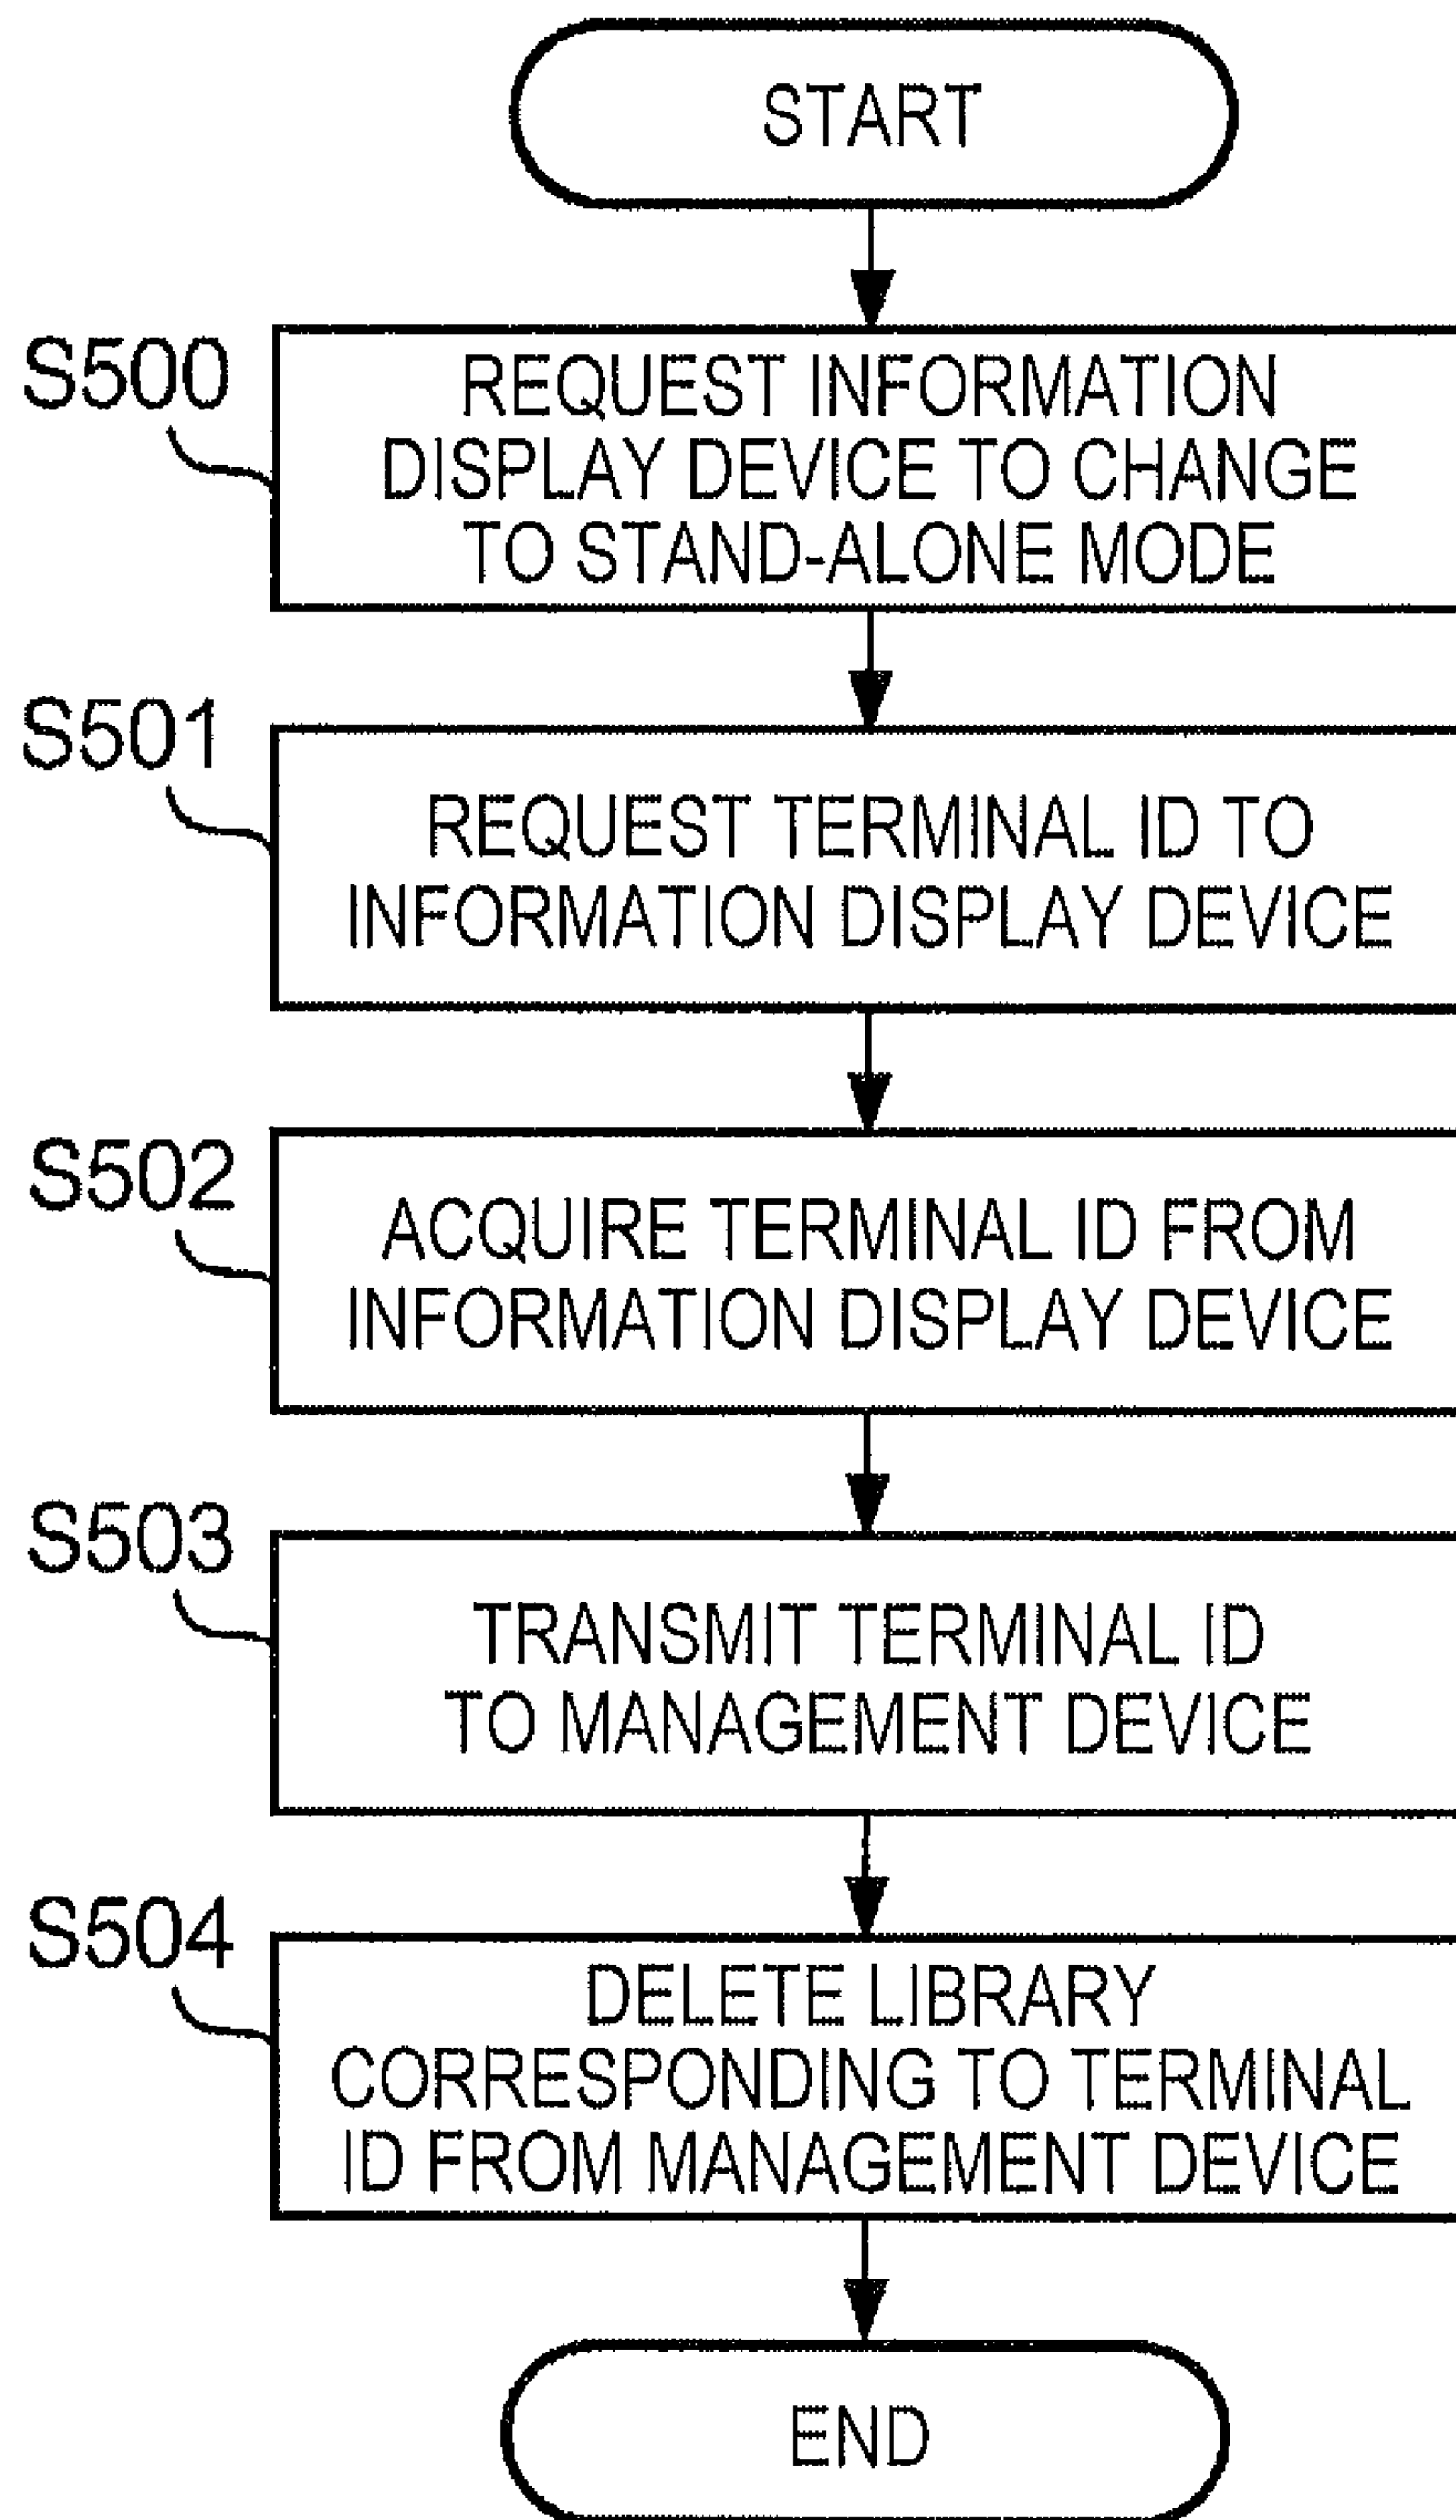 START
S500
REQUEST INFORMATION
DISPLAY DEVICE TO CHANGE
TO STAND-ALONE MODE
S501
REQUEST TERMINAL ID TO
INFORMATION DISPLAY DEVICE
S502
ACQUIRE TERMINAL ID FROM
INFORMATION DISPLAY DEVICE
S503
TRANSMIT TERMINAL ID
TO MANAGEMENT DEVICE
S504
DELETE LIBRARY
CORRESPONDING TO TERMINAL
ID FROM MANAGEMENT DEVICE
END